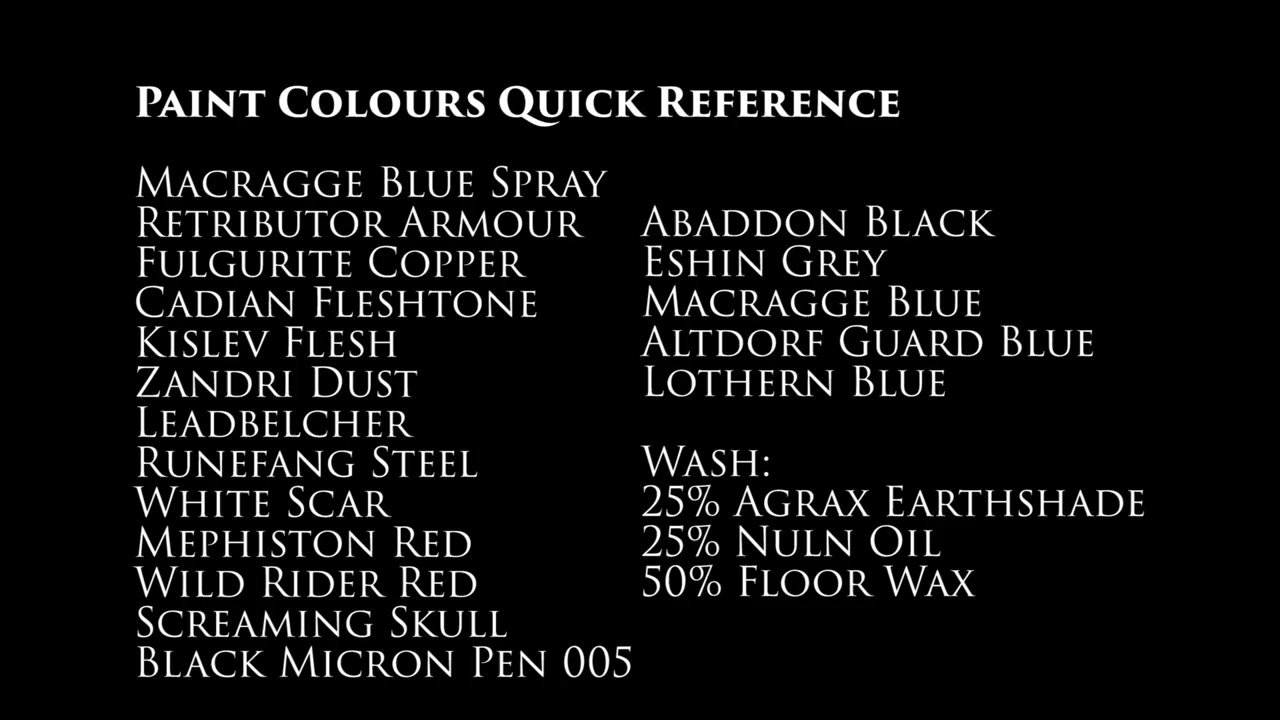 PAINT COLOURS QUICK REFERENCE
MACRAGGE BLUE SPRAY
RETRIBUTOR ARMOUR
FULGURITE COPPER
CADIAN FLESHTONE
KISLEV FLESH
ZANDRI DUST
LEADBELCHER
RUNEFANG STEEL
WHITE SCAR
MEPHISTON RED
WILD RIDER RED
SCREAMING SKULL
BLACK MICRON PEN 005
ABADDON BLACK
ESHIN GREY
MACRAGGE BLUE
ALTDORF GUARD BLUE
LOTHERN BLUE
WASH:
25% AGRAX EARTHSHADE
25% NULN OIL
50% FLOOR WAX